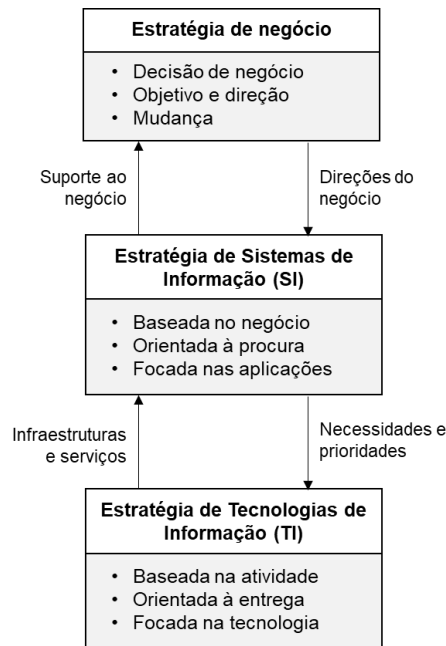 Estratégia de negócio
• Decisão de negócio
• Objetivo e direção
• Mudança
Suporte ao
negócio
Direções do
negócio
Estratégia de Sistemas de
Informação (SI)
• Baseada no negócio
• Orientada à procura
• Focada nas aplicações
Infraestruturas
e serviços
Necessidades e
prioridades
Estratégia de Tecnologias de
Informação (TI)
• Baseada na atividade
• Orientada à entrega
• Focada na tecnologia